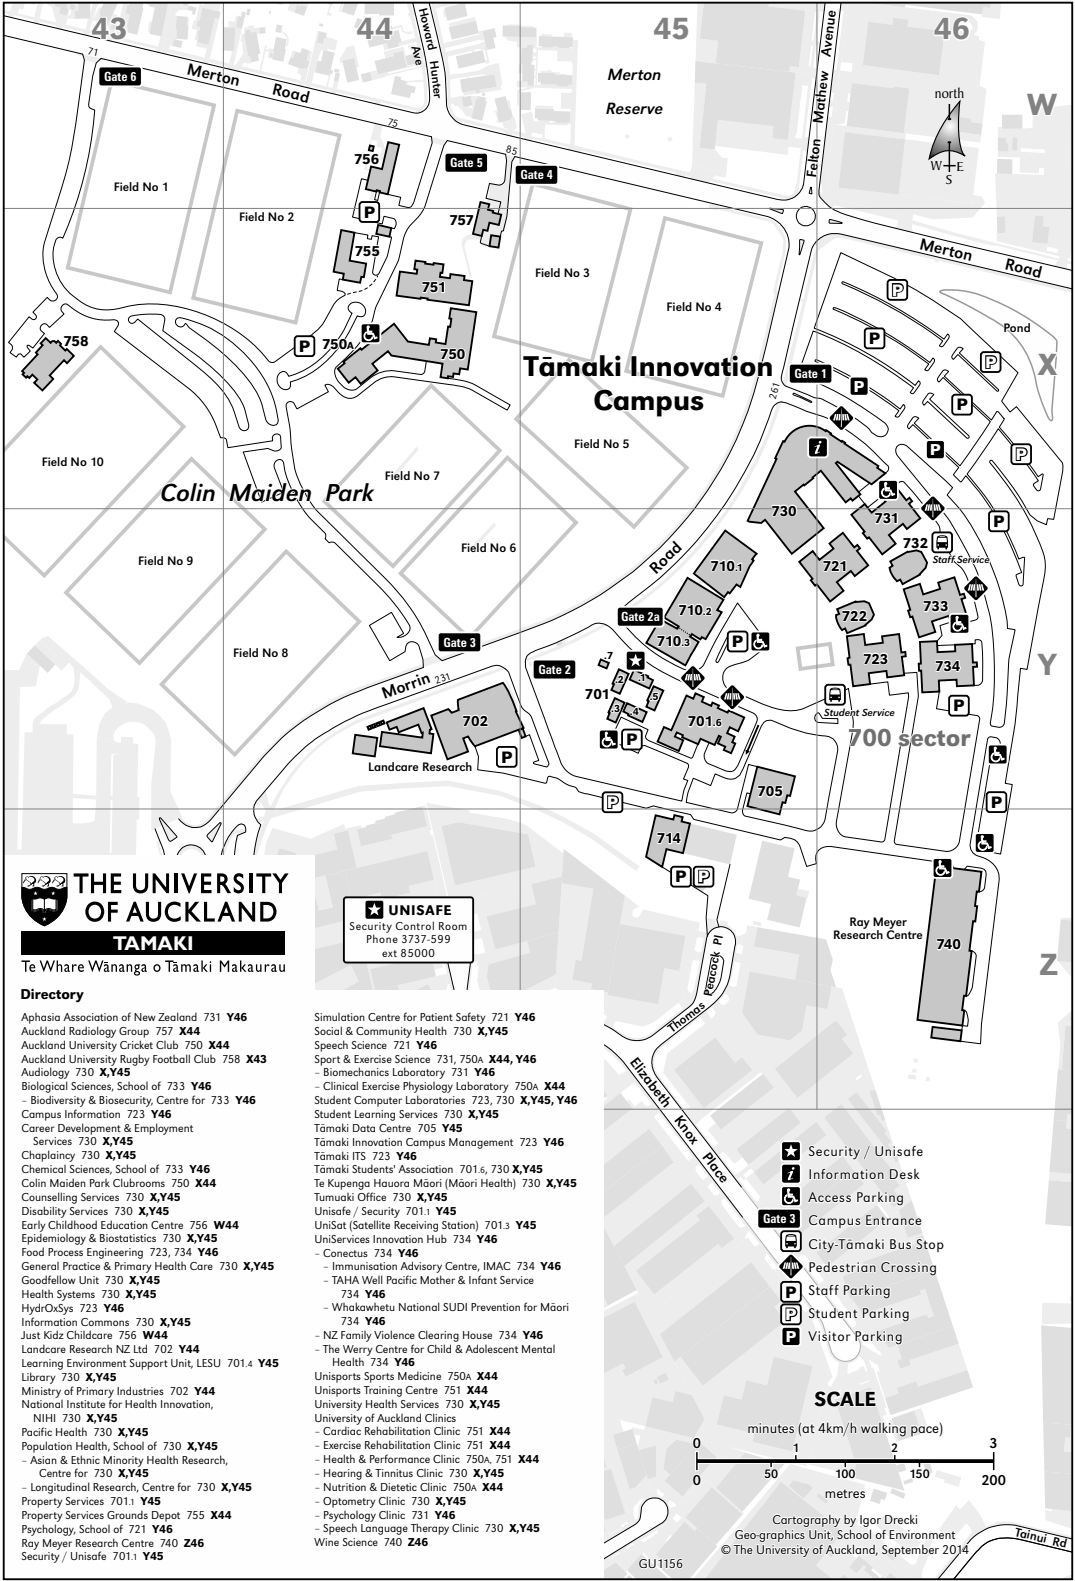 43
44
45
46
W
X
Y
Z
71
Gate 6
Merton Road
Howard Hunter Ave
Merton
Reserve
Felton Mathew Avenue
north
W E
S
75
85
Gate 5
Gate 4
756
P
757
755
751
750A
750
758
P
Field No 1
Field No 2
Field No 3
Field No 4
Merton Road
P
P
P
P
P
P
P
P
Pond
Tāmaki Innovation
Campus
Gate 1
261
Field No 5
Field No 6
Field No 7
Field No 8
Field No 9
Field No 10
Colin Maiden Park
i
730
731
732
Staff Service
721
722
733
723
734
P
710.1
710.2
710.3
Gate 2a
Road
Gate 3
Gate 2
P
.7
.2
.1
.5
701
.3
.4
701.6
P
Morrin
231
702
P
Landcare Research
Student Service
700 sector
705
P
P
714
P
P
Ray Meyer
Research Centre
740
Thomas Peacock Pl
Elizabeth Knox Place
THE UNIVERSITY
OF AUCKLAND
TAMAKI
Te Whare Wānanga o Tāmaki Makaurau
UNISAFE
Security Control Room
Phone 3737-599
ext 85000
Directory
Aphasia Association of New Zealand 731 Y46
Auckland Radiology Group 757 X44
Auckland University Cricket Club 750 X44
Auckland University Rugby Football Club 758 X43
Audiology 730 X,Y45
Biological Sciences, School of 733 Y46
– Biodiversity & Biosecurity, Centre for 733 Y46
Campus Information 723 Y46
Career Development & Employment
Services 730 X,Y45
Chaplaincy 730 X,Y45
Chemical Sciences, School of 733 Y46
Colin Maiden Park Clubrooms 750 X44
Counselling Services 730 X,Y45
Disability Services 730 X,Y45
Early Childhood Education Centre 756 W44
Epidemiology & Biostatistics 730 X,Y45
Food Process Engineering 723, 734 Y46
General Practice & Primary Health Care 730 X,Y45
Goodfellow Unit 730 X,Y45
Health Systems 730 X,Y45
HydrOxSys 723 Y46
Information Commons 730 X,Y45
Just Kidz Childcare 756 W44
Landcare Research NZ Ltd 702 Y44
Learning Environment Support Unit, LESU 701.4 Y45
Library 730 X,Y45
Ministry of Primary Industries 702 Y44
National Institute for Health Innovation,
NIHI 730 X,Y45
Pacific Health 730 X,Y45
Population Health, School of 730 X,Y45
– Asian & Ethnic Minority Health Research,
Centre for 730 X,Y45
– Longitudinal Research, Centre for 730 X,Y45
Property Services 701.1 Y45
Property Services Grounds Depot 755 X44
Psychology, School of 721 Y46
Ray Meyer Research Centre 740 Z46
Security / Unisafe 701.1 Y45
Simulation Centre for Patient Safety 721 Y46
Social & Community Health 730 X,Y45
Speech Science 721 Y46
Sport & Exercise Science 731, 750A X44, Y46
– Biomechanics Laboratory 731 Y46
– Clinical Exercise Physiology Laboratory 750A X44
Student Computer Laboratories 723, 730 X,Y45, Y46
Student Learning Services 730 X,Y45
Tāmaki Data Centre 705 Y45
Tāmaki Innovation Campus Management 723 Y46
Tāmaki ITS 723 Y46
Tāmaki Students' Association 701.6, 730 X,Y45
Te Kupenga Hauora Māori (Māori Health) 730 X,Y45
Tumuaki Office 730 X,Y45
Unisafe / Security 701.1 Y45
UniSat (Satellite Receiving Station) 701.3 Y45
UniServices Innovation Hub 734 Y46
– Conectus 734 Y46
– Immunisation Advisory Centre, IMAC 734 Y46
– TAHA Well Pacific Mother & Infant Service
734 Y46
– Whakawhetu National SUDI Prevention for Māori
734 Y46
– NZ Family Violence Clearing House 734 Y46
– The Werry Centre for Child & Adolescent Mental
Health 734 Y46
Unisports Sports Medicine 750A X44
Unisports Training Centre 751 X44
University Health Services 730 X,Y45
University of Auckland Clinics
– Cardiac Rehabilitation Clinic 751 X44
– Exercise Rehabilitation Clinic 751 X44
– Health & Performance Clinic 750A, 751 X44
– Hearing & Tinnitus Clinic 730 X,Y45
– Nutrition & Dietetic Clinic 750A X44
– Optometry Clinic 730 X,Y45
– Psychology Clinic 731 Y46
– Speech Language Therapy Clinic 730 X,Y45
Wine Science 740 Z46
Security / Unisafe
i Information Desk
Access Parking
Gate 3 Campus Entrance
City-Tāmaki Bus Stop
Pedestrian Crossing
P Staff Parking
P Student Parking
P Visitor Parking
SCALE
minutes (at 4km/h walking pace)
0 1 2 3
0 50 100 150 200
metres
Cartography by Igor Drecki
Geo-graphics Unit, School of Environment
© The University of Auckland, September 2014
GU1156
Tainui Rd